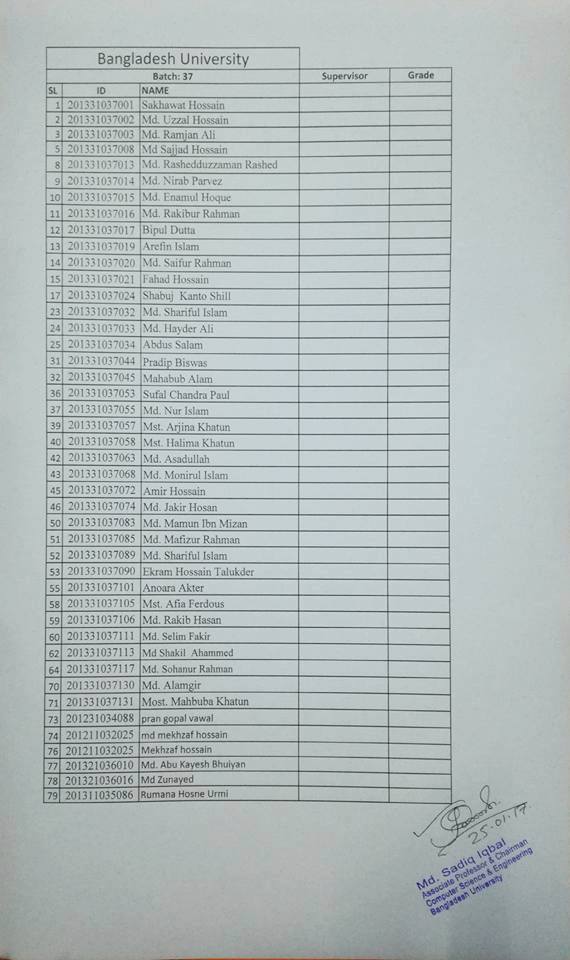 Bangladesh University
Batch: 37 Supervisor Grade
SL ID NAME
1 201331037001 Sakhawat Hossain
2 201331037002 Md. Uzzal Hossain
3 201331037003 Md. Ramjan Ali
5 201331037008 Md Sajjad Hossain
8 201331037013 Md. Rashedduzzaman Rashed
9 201331037014 Md. Nirab Parvez
10 201331037015 Md. Enamul Hoque
11 201331037016 Md. Rakibur Rahman
12 201331037017 Bipul Dutta
13 201331037019 Arefin Islam
14 201331037020 Md. Saifur Rahman
15 201331037021 Fahad Hossain
17 201331037024 Shabuj Kanto Shill
23 201331037032 Md. Shariful Islam
24 201331037033 Md. Hayder Ali
25 201331037034 Abdus Salam
31 201331037044 Pradip Biswas
32 201331037045 Mahabub Alam
36 201331037053 Sufal Chandra Paul
37 201331037055 Md. Nur Islam
39 201331037057 Mst. Arjina Khatun
40 201331037058 Mst. Halima Khatun
42 201331037063 Md. Asadullah
43 201331037068 Md. Monirul Islam
45 201331037072 Amir Hossain
46 201331037074 Md. Jakir Hosan
50 201331037083 Md. Mamun Ibn Mizan
51 201331037085 Md. Mafizur Rahman
52 201331037089 Md. Shariful Islam
53 201331037090 Ekram Hossain Talukder
55 201331037101 Anoara Akter
58 201331037105 Mst. Afia Ferdous
59 201331037106 Md. Rakib Hasan
60 201331037111 Md. Selim Fakir
62 201331037113 Md Shakil Ahammed
64 201331037117 Md. Sohanur Rahman
70 201331037130 Md. Alamgir
71 201331037131 Most. Mahbuba Khatun
73 201231034088 pran gopal vawal
74 201211032025 md mekhzaf hossain
76 201211032025 Mekhzaf hossain
77 201321036010 Md. Abu Kayesh Bhuiyan
78 201321036016 Md Zunayed
79 201311035086 Rumana Hosne Urmi
25.01.17.
Md. Sadiq Iqbal
Associate Professor & Chairman
Computer Science & Engineering
Bangladesh University